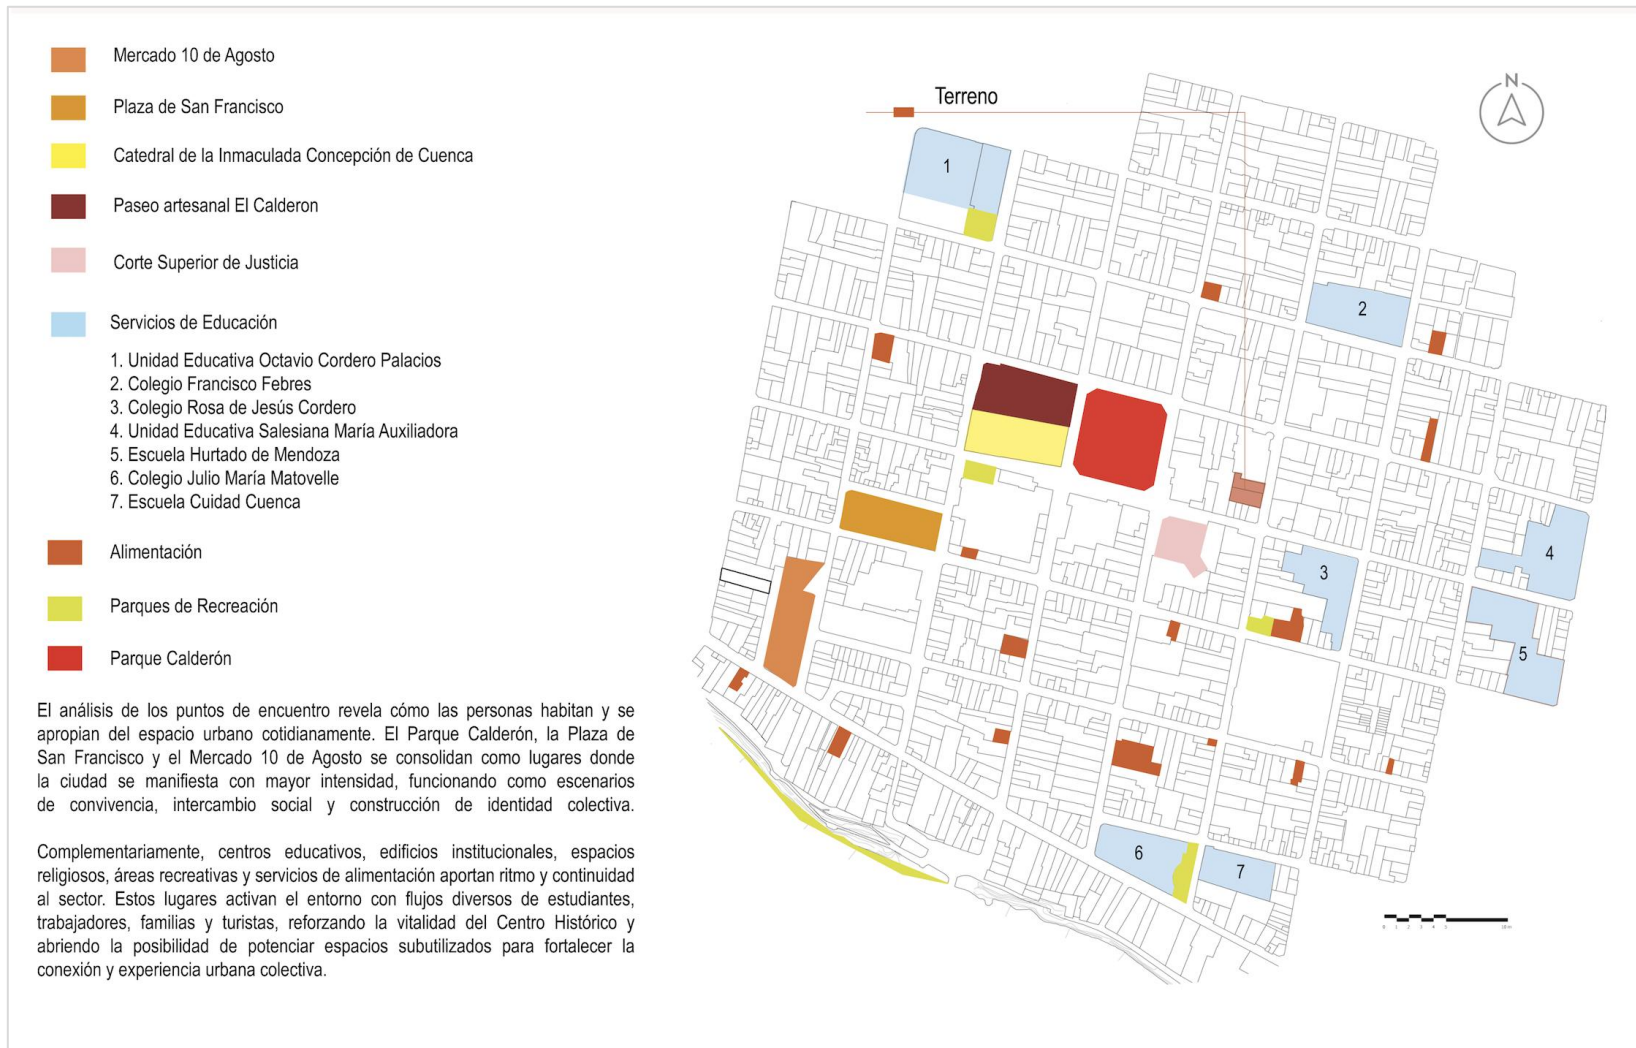 Mercado 10 de Agosto
Plaza de San Francisco
Catedral de la Inmaculada Concepción de Cuenca
Paseo artesanal El Calderon
Corte Superior de Justicia
Servicios de Educación
1. Unidad Educativa Octavio Cordero Palacios
2. Colegio Francisco Febres
3. Colegio Rosa de Jesús Cordero
4. Unidad Educativa Salesiana María Auxiliadora
5. Escuela Hurtado de Mendoza
6. Colegio Julio María Matovelle
7. Escuela Cuidad Cuenca
Alimentación
Parques de Recreación
Parque Calderón
El análisis de los puntos de encuentro revela cómo las personas habitan y se
apropian del espacio urbano cotidianamente. El Parque Calderón, la Plaza de
San Francisco y el Mercado 10 de Agosto se consolidan como lugares donde
la ciudad se manifiesta con mayor intensidad, funcionando como escenarios
de convivencia, intercambio social y construcción de identidad colectiva.
Complementariamente, centros educativos, edificios institucionales, espacios
religiosos, áreas recreativas y servicios de alimentación aportan ritmo y continuidad
al sector. Estos lugares activan el entorno con flujos diversos de estudiantes,
trabajadores, familias y turistas, reforzando la vitalidad del Centro Histórico y
abriendo la posibilidad de potenciar espacios subutilizados para fortalecer la
conexión y experiencia urbana colectiva.
Terreno
N
1
2
3
4
5
6
7
0 1 2 3 4 5